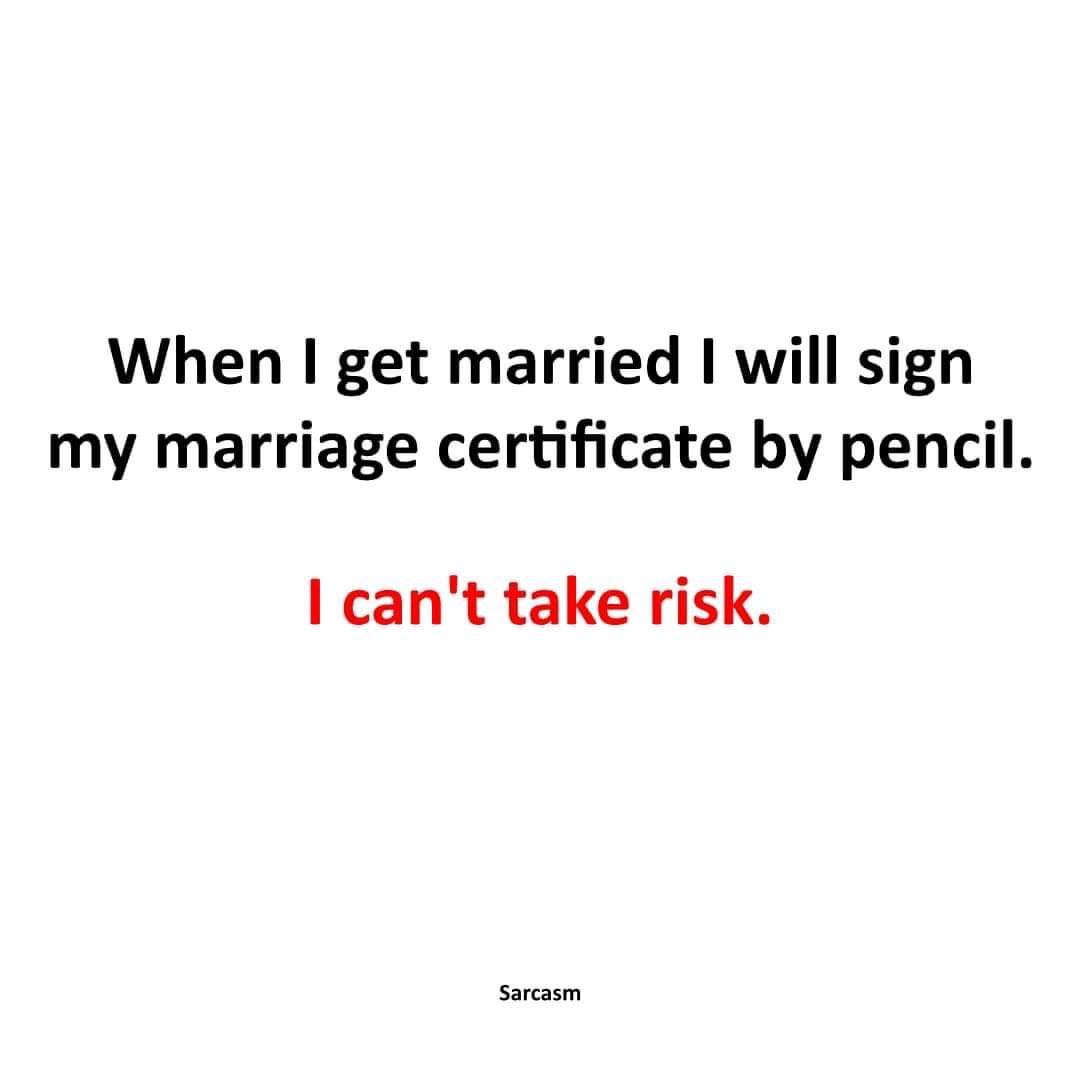 When I get married I will sign
my marriage certificate by pencil.
I can't take risk.
Sarcasm